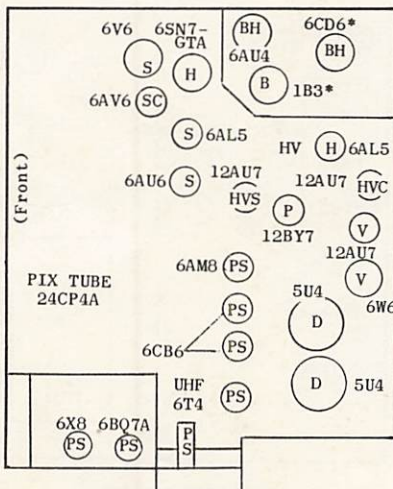 6V6 6SN7-
GTA
BH
6CD6*
BH
S
H
6AU4
B
1B3*
6AV6
SC
S
6AL5
HV
H
6AL5
6AU6
S
12AU7
HVS
12AU7
HVC
P
12BY7
V
12AU7
(Front)
PIX TUBE
24CP4A
6AM8
PS
V
6W6
PS
5U4
D
6CB6
PS
UHF
6T4
PS
D
5U4
6X8
PS
6BQ7A
PS
P
S